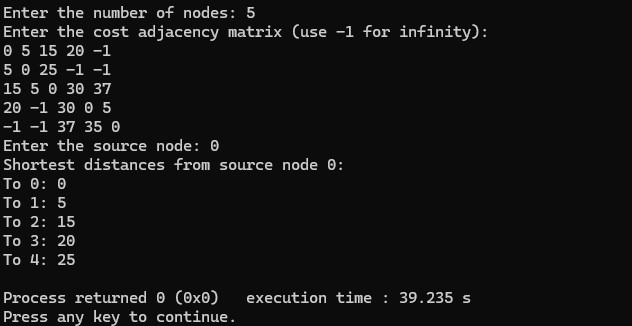 Enter the number of nodes: 5
Enter the cost adjacency matrix (use -1 for infinity):
0 5 15 20 -1
5 0 25 -1 -1
15 5 0 30 37
20 -1 30 0 5
-1 -1 37 35 0
Enter the source node: 0
Shortest distances from source node 0:
To 0: 0
To 1: 5
To 2: 15
To 3: 20
To 4: 25
Process returned 0 (0x0)   execution time : 39.235 s
Press any key to continue.